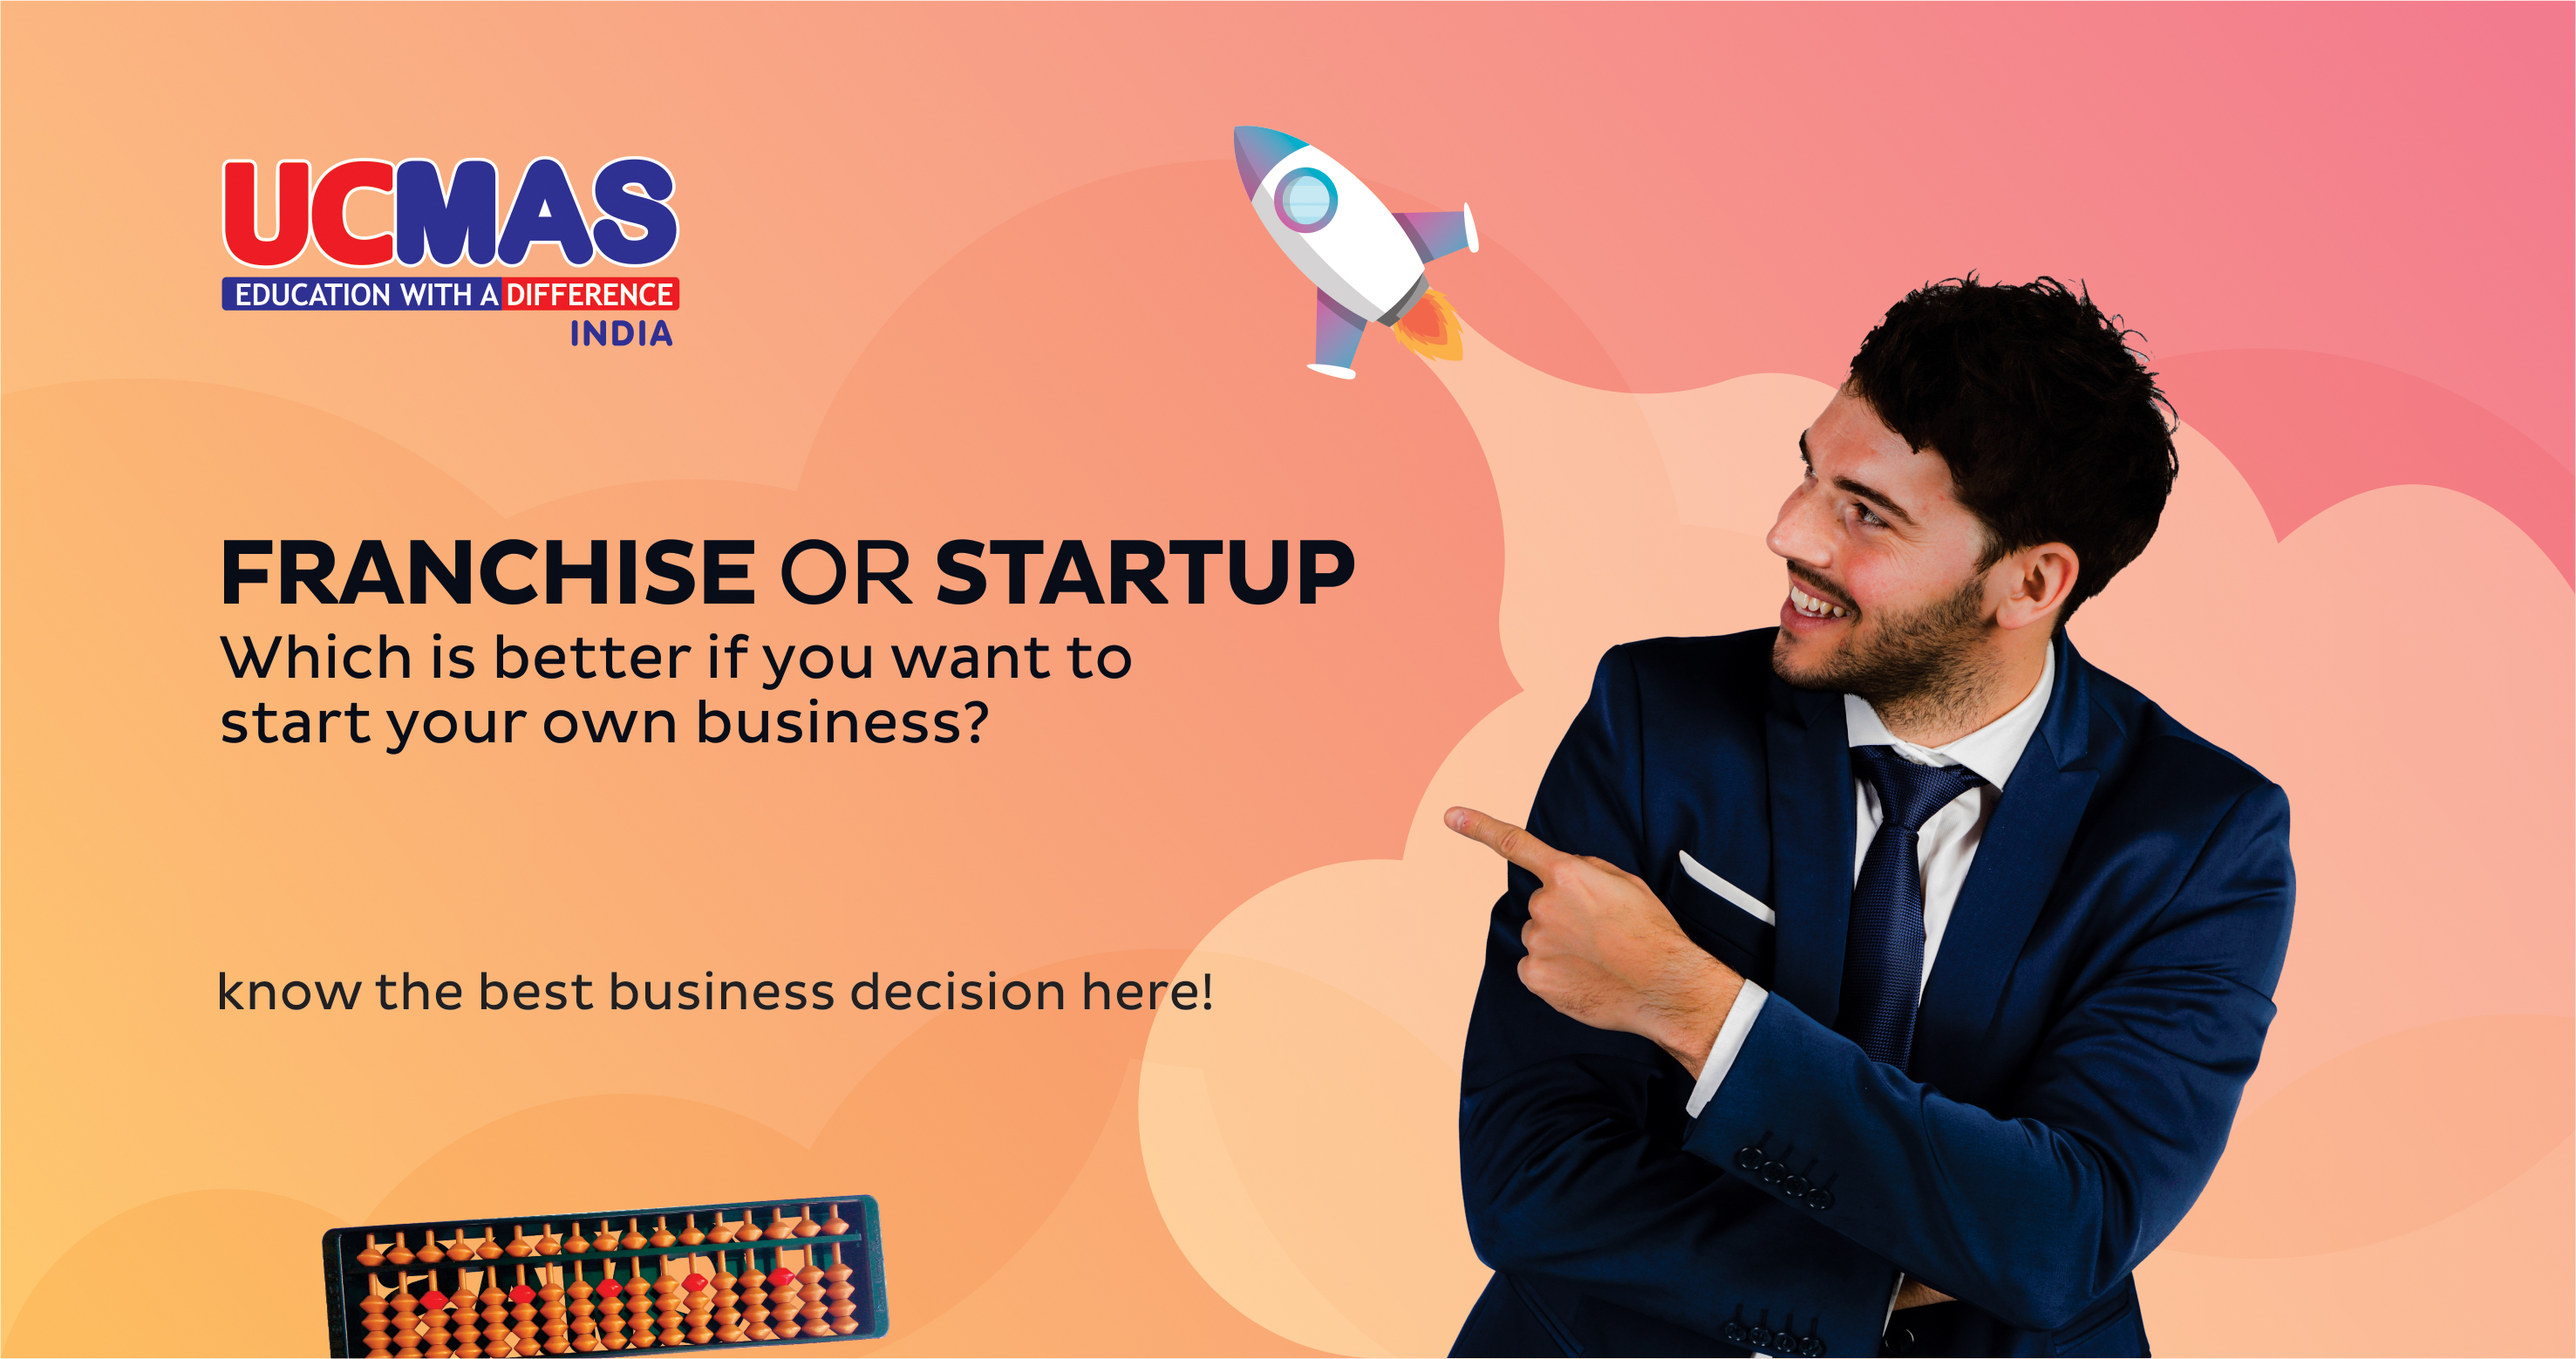 UCMAS
EDUCATION WITH A DIFFERENCE
INDIA
FRANCHISE OR STARTUP
Which is better if you want to
start your own business?
know the best business decision here!